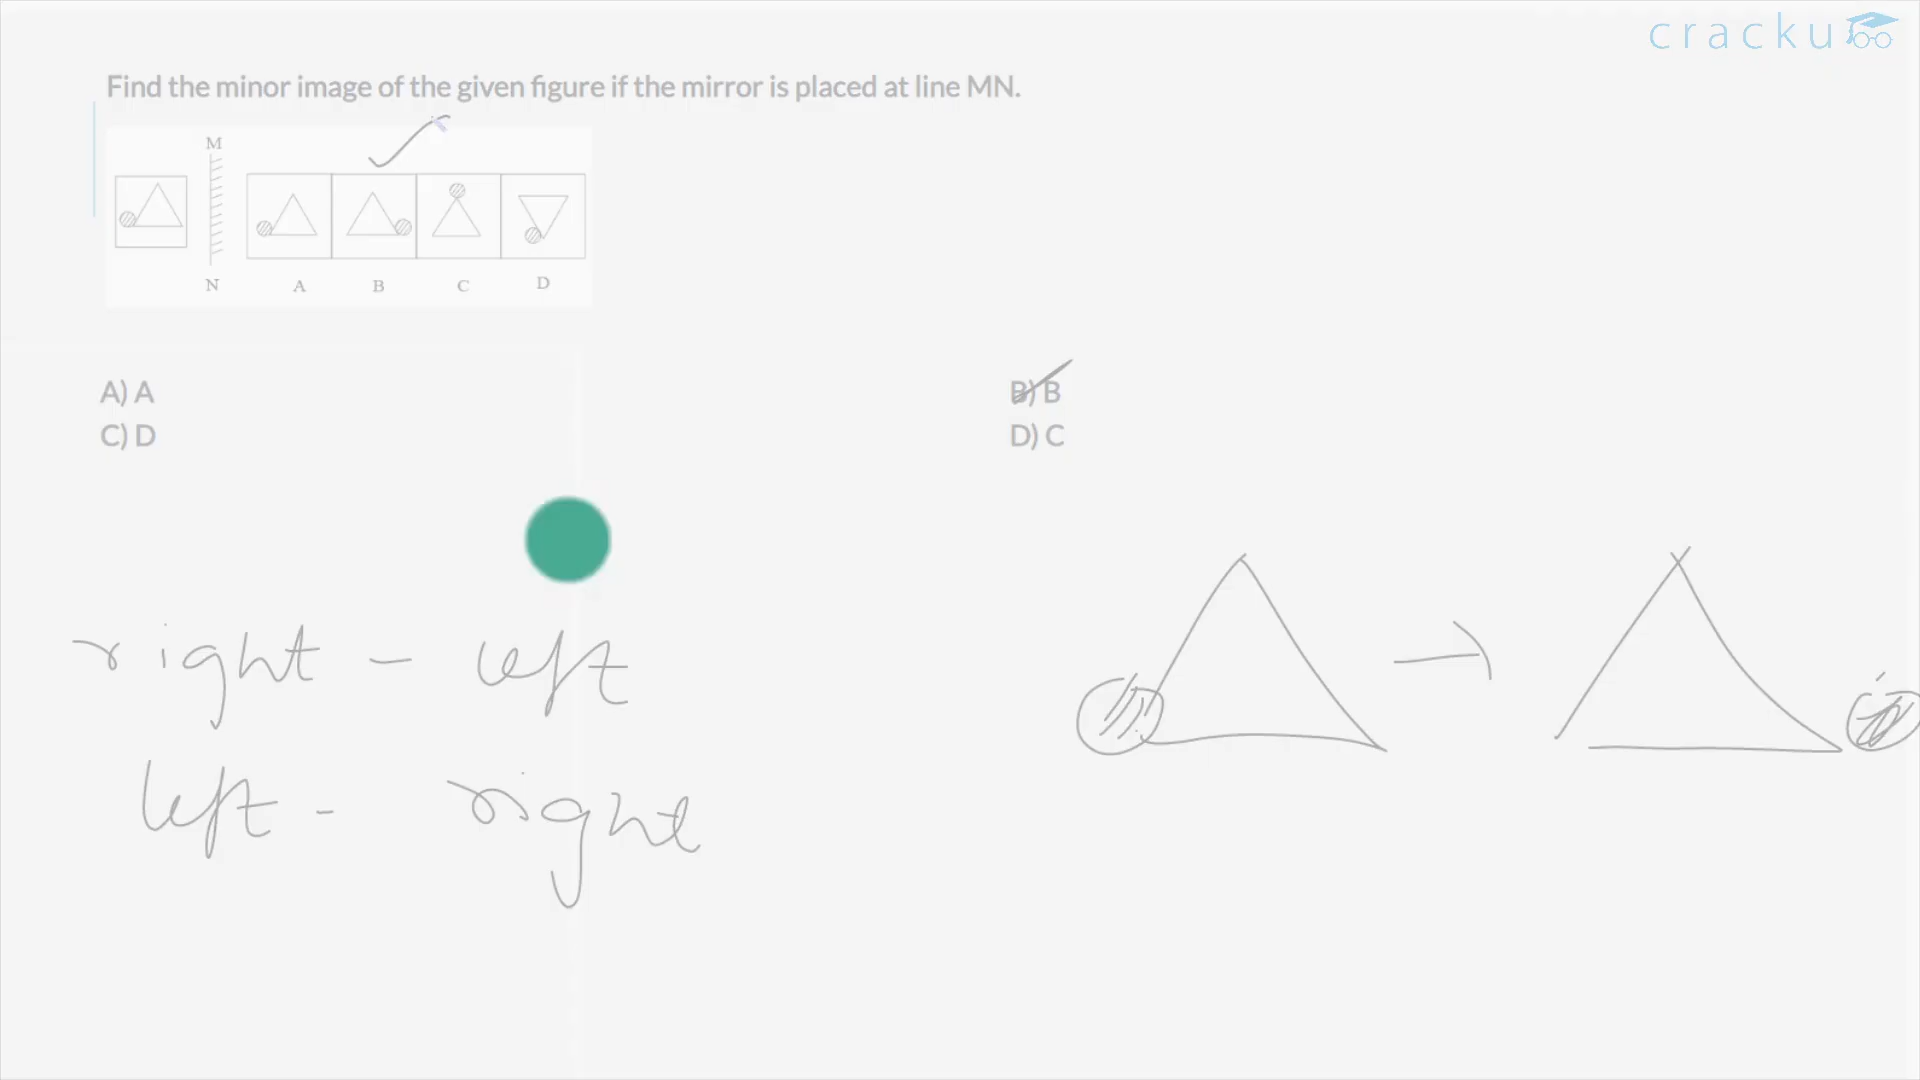 cracku
Find the minor image of the given figure if the mirror is placed at line MN.
M
N A B C D
A) A
B) B
C) D
D) C
right - left
left - right